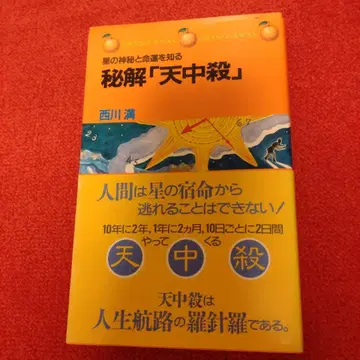 星の神秘と命運を知る
秘解「天中殺」
西川 満
人間は星の宿命から
逃れることはできない!
10年に2年、1年に2ヵ月、10日ごとに2日間
やって くる
天 中 殺
天中殺は
人生航路の羅針羅である。